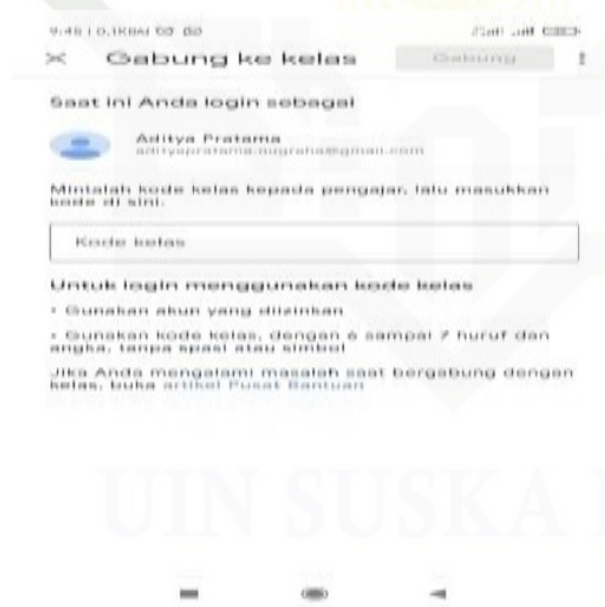 Gabung ke kelas
Gabung
Saat ini Anda login sebagai
Aditya Pratama
Mintalah kode kelas kepada pengajar, lalu masukkan
kode di sini.
Kode kelas
Untuk login menggunakan kode kelas
• Gunakan akun yang diizinkan
• Gunakan kode kelas, dengan 6 sampai 7 huruf dan
angka, tanpa spasi atau simbol
Jika Anda mengalami masalah saat bergabung dengan
kelas, buka artikel Pusat Bantuan
UIN SUSKA